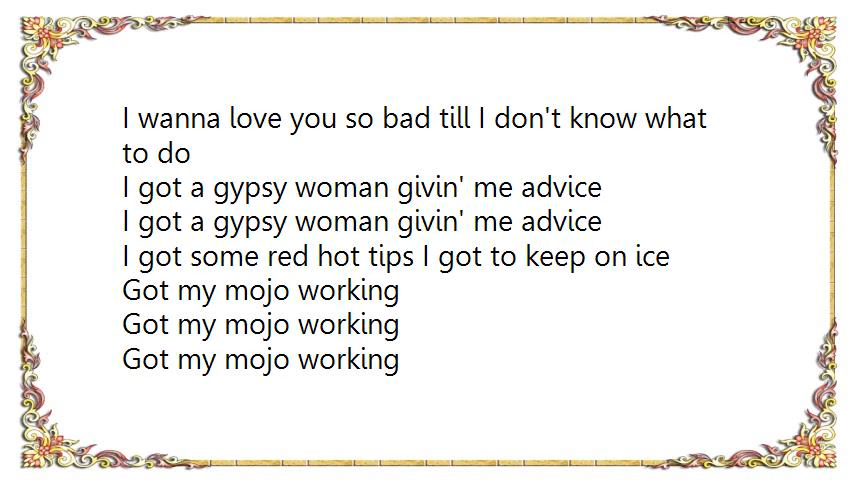 I wanna love you so bad till I don't know what
to do
I got a gypsy woman givin' me advice
I got a gypsy woman givin' me advice
I got some red hot tips I got to keep on ice
Got my mojo working
Got my mojo working
Got my mojo working